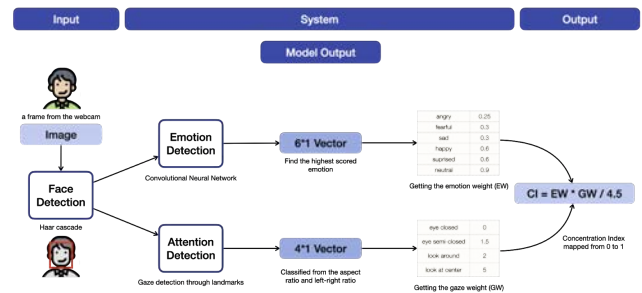 Input
System
Output
Model Output
a frame from the webcam
Image
Face
Detection
Haar cascade
Emotion
Detection
Convolutional Neural Network
Attention
Detection
Gaze detection through landmarks
6*1 Vector
Find the highest scored
emotion
4*1 Vector
Classified from the aspect
ratio and left-right ratio
angry 0.25
fearful 0.3
sad 0.3
happy 0.6
suprised 0.6
neutral 0.9
Getting the emotion weight (EW)
eye closed 0
eye semi closed 1.5
look around 2
look at center 5
Getting the gaze weight (GW)
CI = EW * GW / 4.5
Concentration Index
mapped from 0 to 1